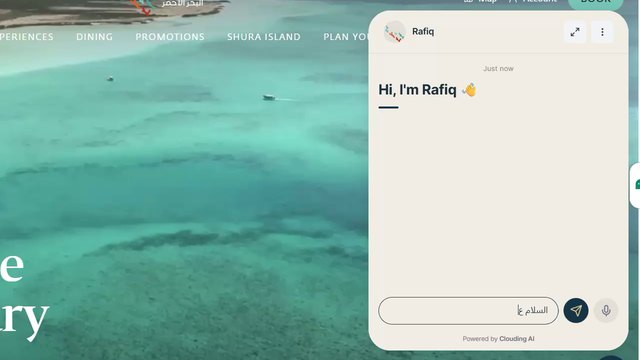 البحر الأحمر
Map
Account
BOOK
PERIENCES
DINING
PROMOTIONS
SHURA ISLAND
PLAN YOU
e
ary
Rafiq
Just now
Hi, I'm Rafiq 👋
السلام ع
Powered by Clouding AI